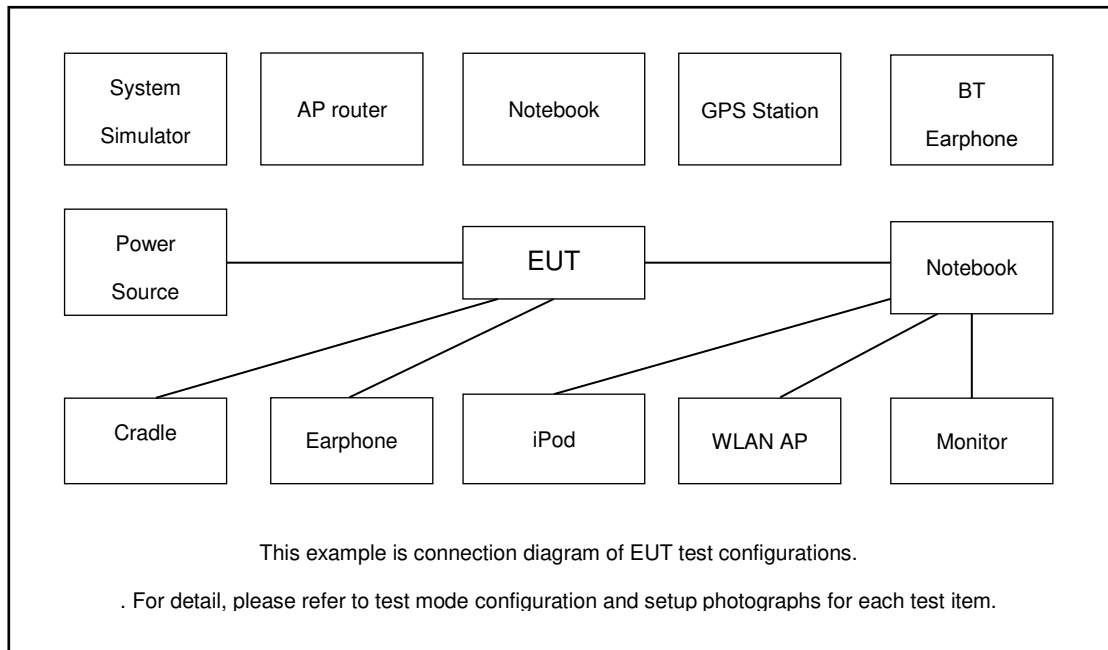 System
Simulator
AP router
Notebook
GPS Station
BT
Earphone
Power
Source
EUT
Notebook
Cradle
Earphone
iPod
WLAN AP
Monitor
This example is connection diagram of EUT test configurations.
. For detail, please refer to test mode configuration and setup photographs for each test item.